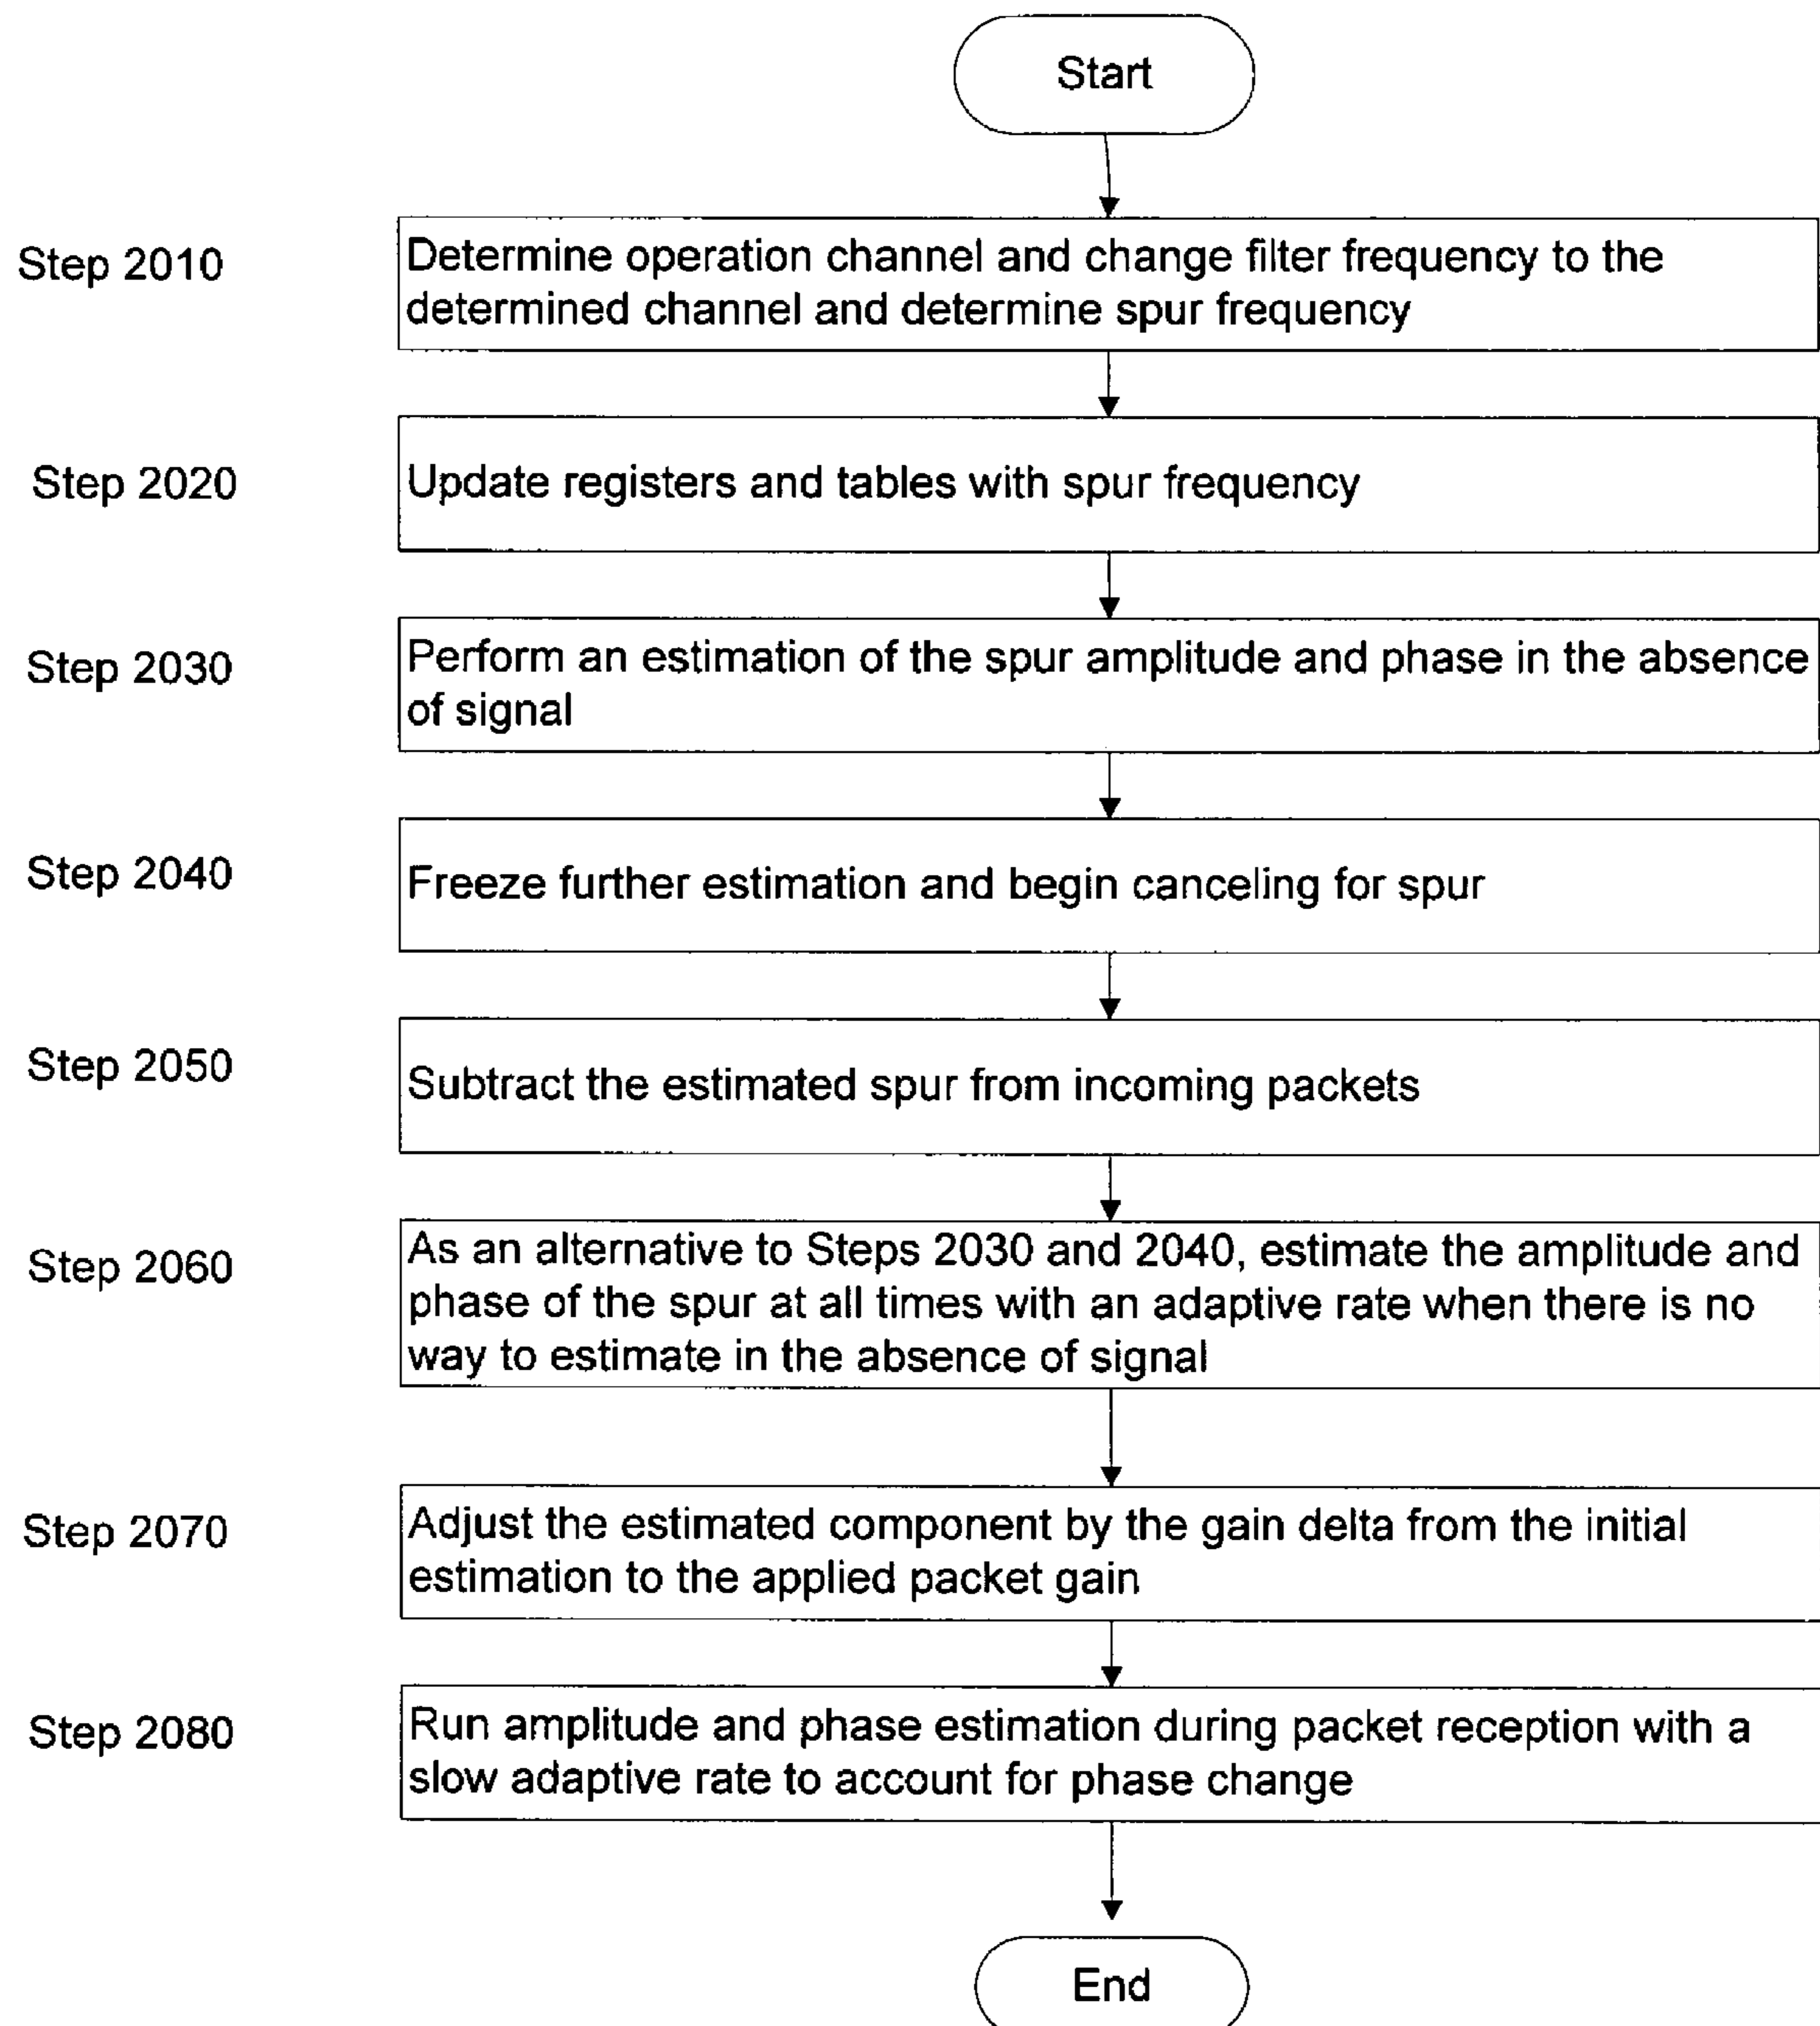 Start
Step 2010
Determine operation channel and change filter frequency to the
determined channel and determine spur frequency
Step 2020
Update registers and tables with spur frequency
Step 2030
Perform an estimation of the spur amplitude and phase in the absence
of signal
Step 2040
Freeze further estimation and begin canceling for spur
Step 2050
Subtract the estimated spur from incoming packets
Step 2060
As an alternative to Steps 2030 and 2040, estimate the amplitude and
phase of the spur at all times with an adaptive rate when there is no
way to estimate in the absence of signal
Step 2070
Adjust the estimated component by the gain delta from the initial
estimation to the applied packet gain
Step 2080
Run amplitude and phase estimation during packet reception with a
slow adaptive rate to account for phase change
End